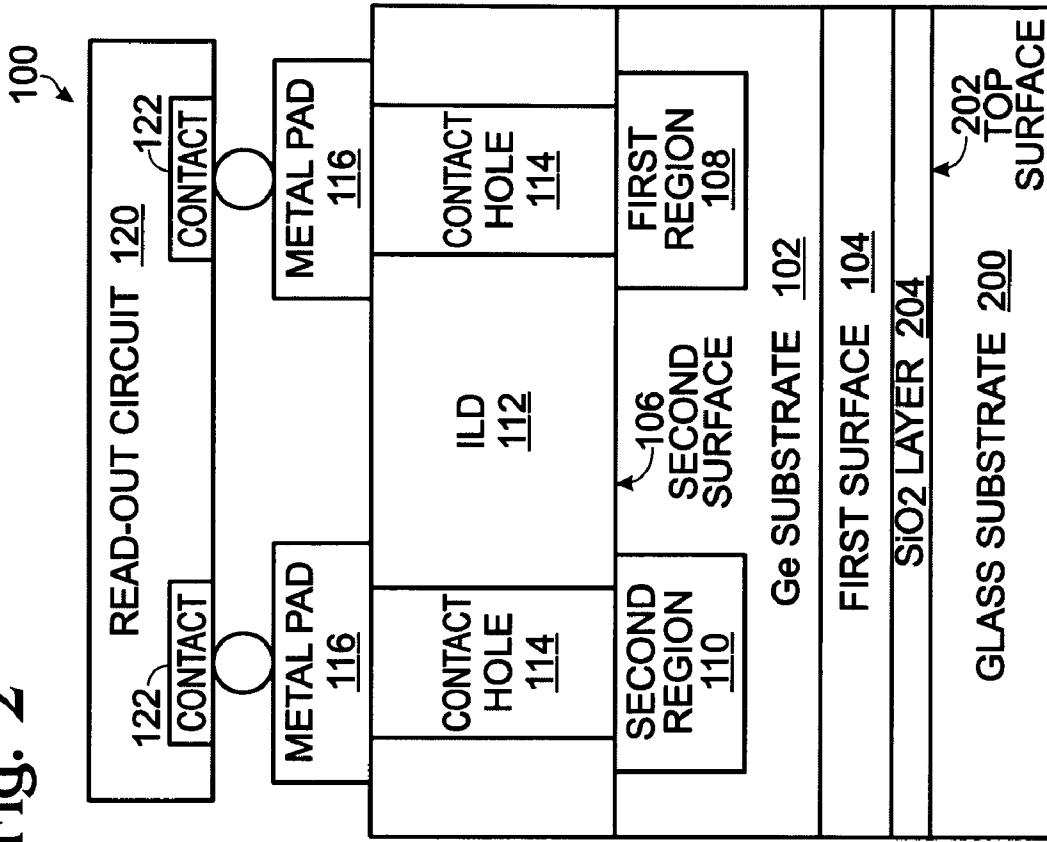 Fig. 2
100
READ-OUT CIRCUIT 120
122
CONTACT
122
CONTACT
METAL PAD
116
METAL PAD
116
CONTACT
HOLE
114
ILD
112
CONTACT
HOLE
114
SECOND
REGION
110
106
SECOND
SURFACE
FIRST
REGION
108
Ge SUBSTRATE 102
FIRST SURFACE 104
SiO2 LAYER 204
202
TOP
SURFACE
GLASS SUBSTRATE 200